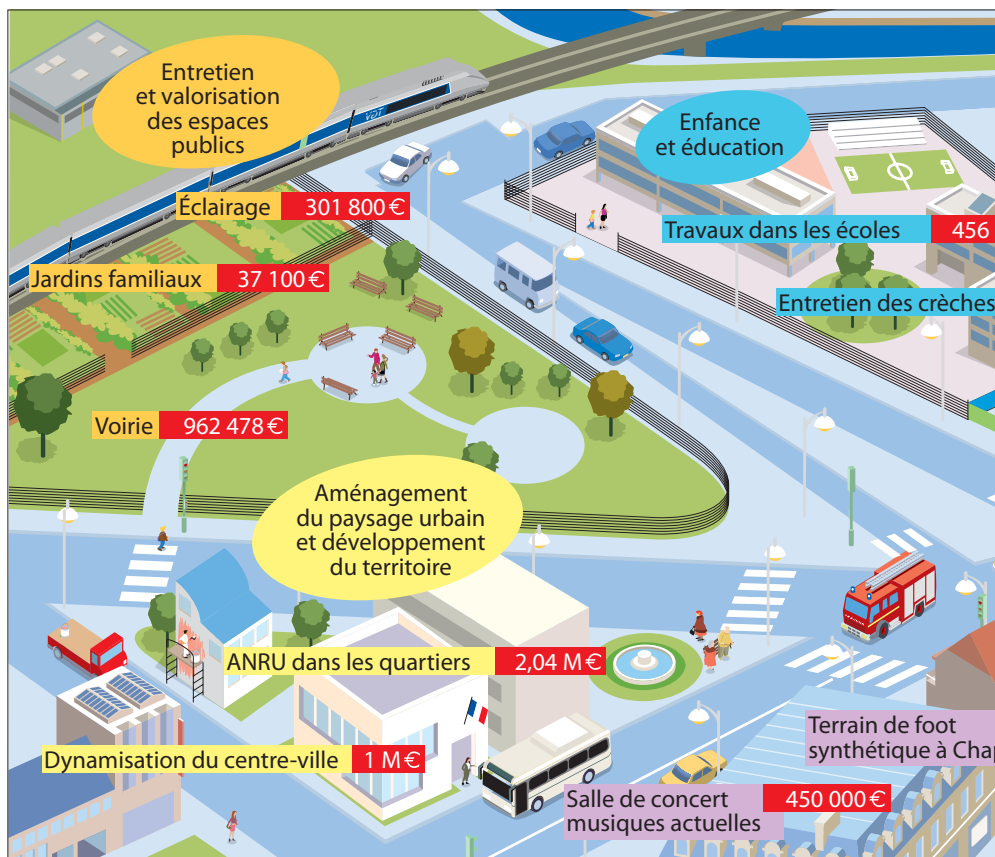 Entretien
et valorisation
des espaces
publics
Enfance
et éducation
Éclairage 301 800 €
Travaux dans les écoles 456
Jardins familiaux 37 100 €
Entretien des crèches
Voirie 962 478 €
Aménagement
du paysage urbain
et développement
du territoire
ANRU dans les quartiers 2,04 M €
Dynamisation du centre-ville 1 M €
Terrain de foot
synthétique à
Salle de concert
musiques actuelles
450 000 €